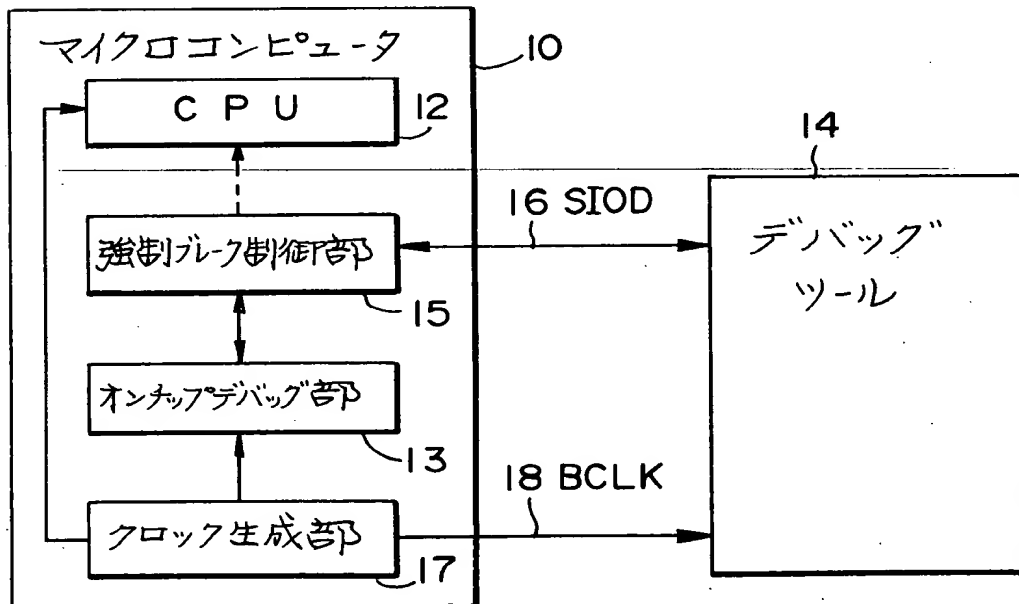 マイクロコンピュータ
10
CPU
12
14
16 SIOD
強制ブレーク制御部
15
デバッグ
ツール
オンチップデバッグ部
13
18 BCLK
クロック生成部
17